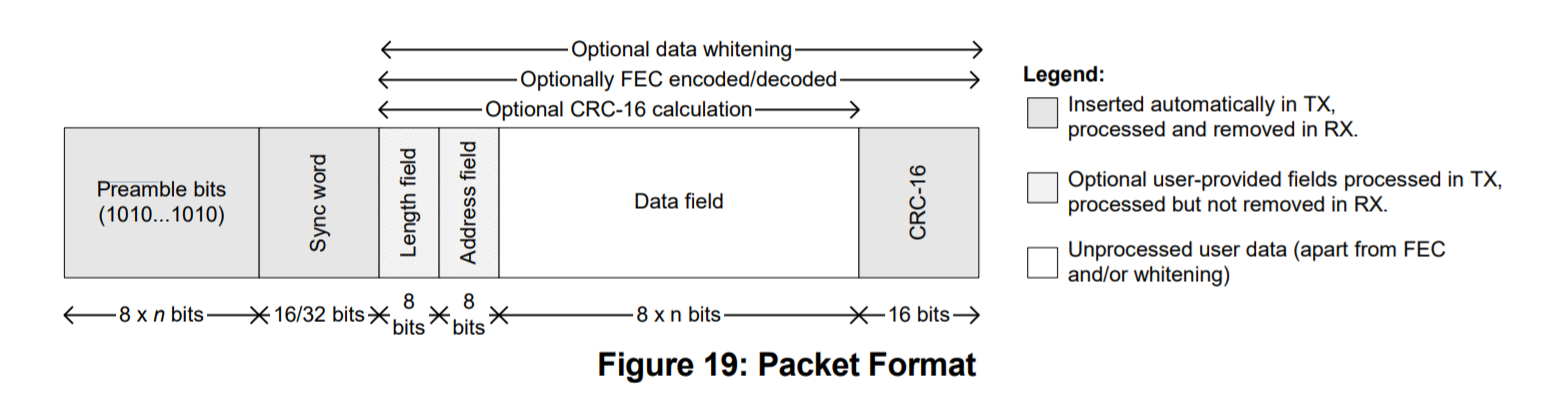 Optional data whitening
Optionally FEC encoded/decoded
Optional CRC-16 calculation
Preamble bits
(1010...1010)
Sync word
Length field
Address field
Data field
CRC-16
8 x n bits
16/32 bits
8
bits
8
bits
8 x n bits
16 bits
Legend:
Inserted automatically in TX,
processed and removed in RX.
Optional user-provided fields processed in TX,
processed but not removed in RX.
Unprocessed user data (apart from FEC
and/or whitening)
Figure 19: Packet Format